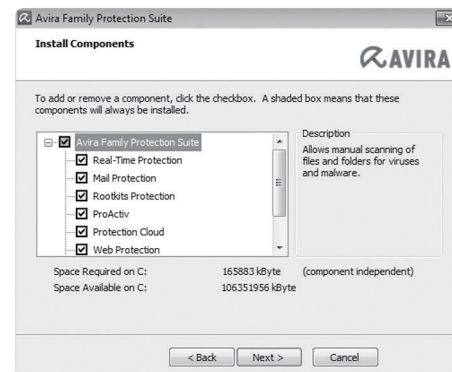 Avira Family Protection Suite
Install Components
AVIRA
To add or remove a component, click the checkbox. A shaded box means that these
components will always be installed.
Avira Family Protection Suite
Real-Time Protection
Mail Protection
Rootkits Protection
ProActiv
Protection Cloud
Web Protection
Description
Allows manual scanning of
files and folders for viruses
and malware.
Space Required on C: 165883 kByte (component independent)
Space Available on C: 106351956 kByte
< Back Next > Cancel